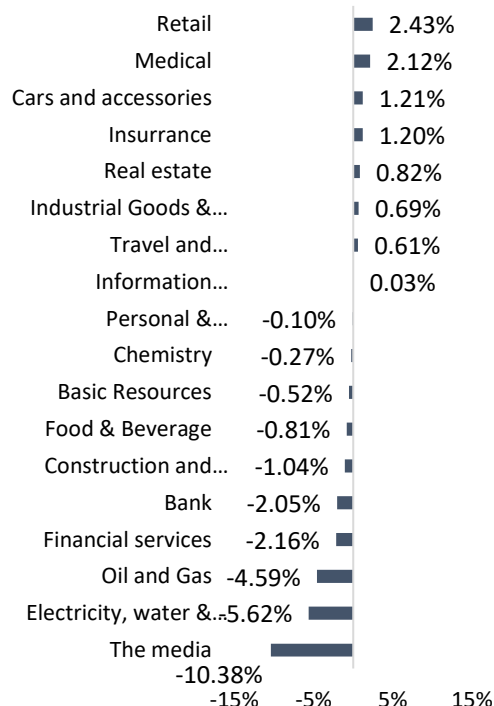 Retail 2.43%
Medical 2.12%
Cars and accessories 1.21%
Insurrance 1.20%
Real estate 0.82%
Industrial Goods &... 0.69%
Travel and... 0.61%
Information... 0.03%
Personal &... -0.10%
Chemistry -0.27%
Basic Resources -0.52%
Food & Beverage -0.81%
Construction and... -1.04%
Bank -2.05%
Financial services -2.16%
Oil and Gas -4.59%
Electricity, water &... -5.62%
The media
-10.38%
-15% -5% 5% 15%